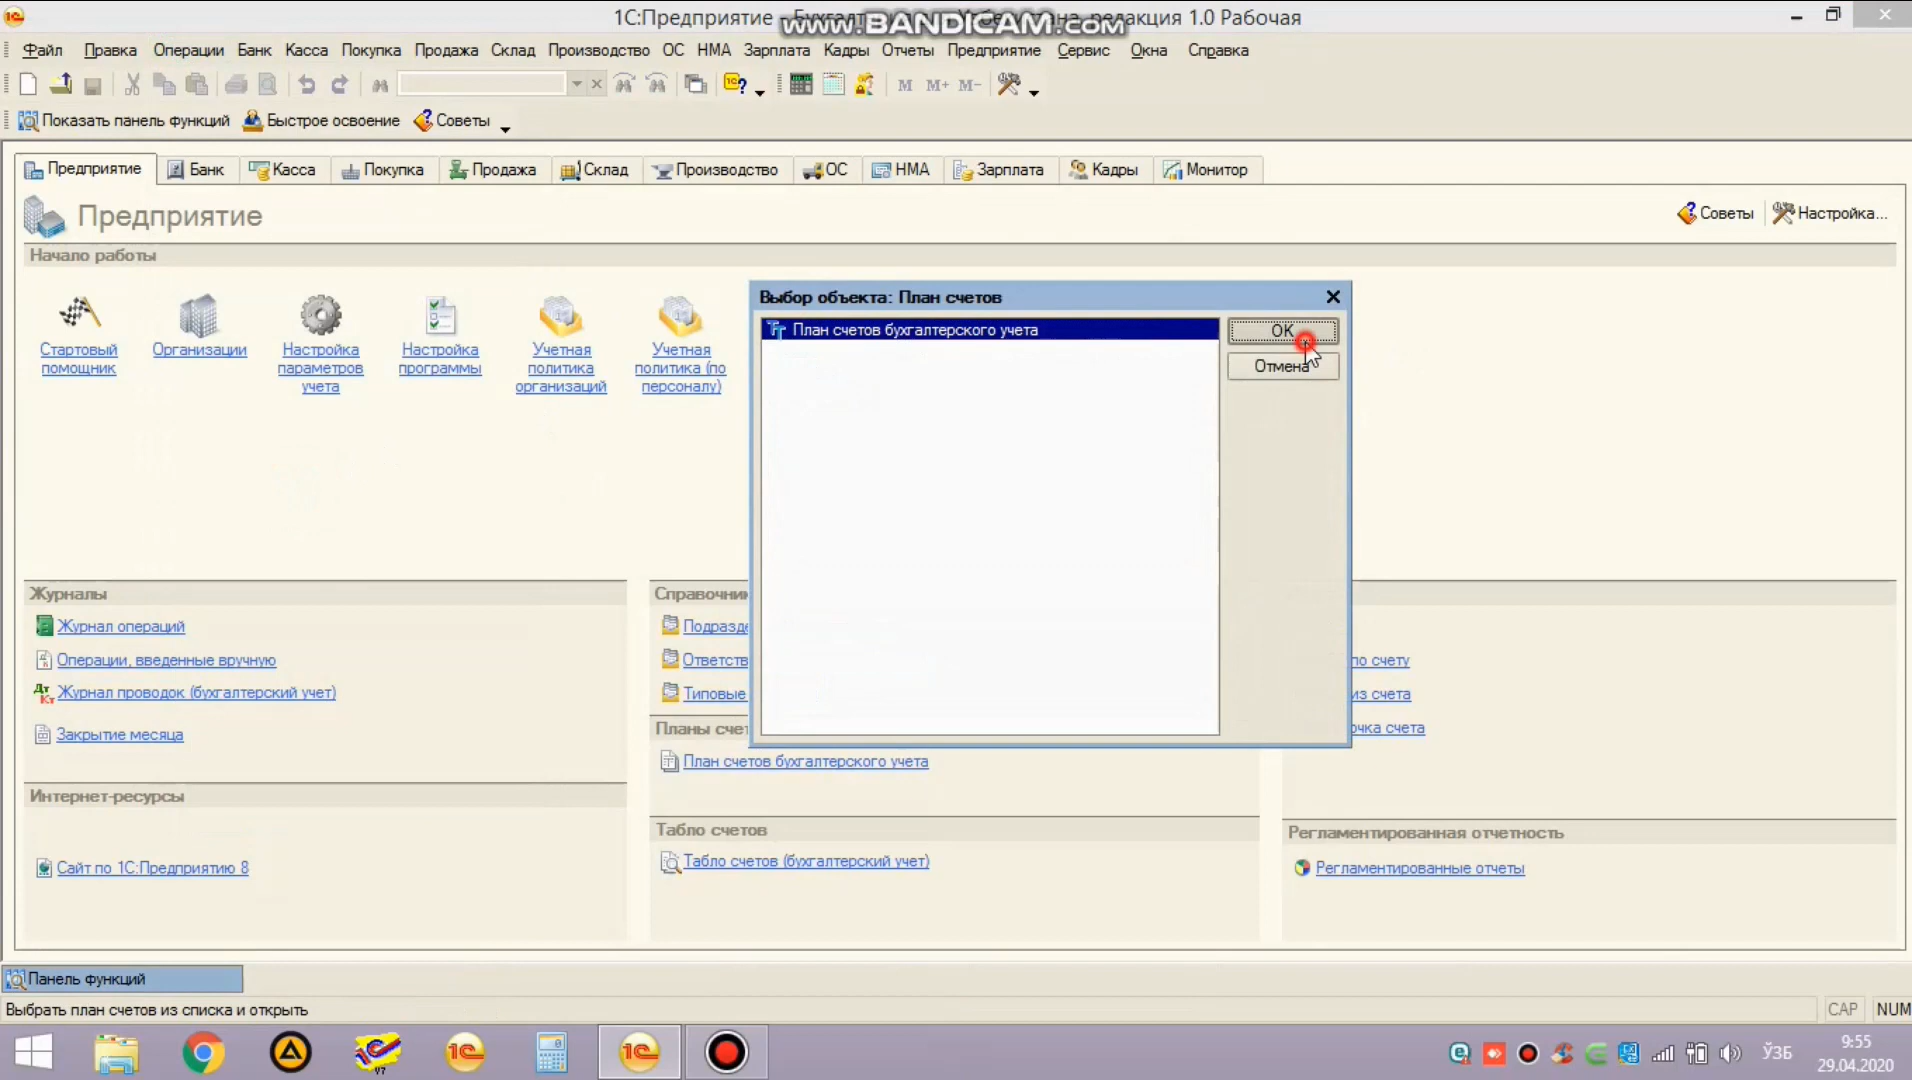 1С:Предприятие - Бухгалтерия Узбекистана, редакция 1.0 Рабочая
www.BANDICAM.com
Файл Правка Операции Банк Касса Покупка Продажа Склад Производство ОС НМА Зарплата Кадры Отчеты Предприятие Сервис Окна Справка
M M+ M-
Показать панель функций Быстрое освоение Советы
Предприятие Банк Касса Покупка Продажа Склад Производство ОС НМА Зарплата Кадры Монитор
Предприятие
Советы Настройка...
Начало работы
Стартовый помощник
Организации
Настройка параметров учета
Настройка программы
Учетная политика организаций
Учетная политика (по персоналу)
Выбор объекта: План счетов
План счетов бухгалтерского учета
OK
Отмена
Журналы
Журнал операций
Операции, введенные вручную
Журнал проводок (бухгалтерский учет)
Закрытие месяца
Интернет-ресурсы
Сайт по 1С:Предприятию 8
Справочник
Подразде
Ответств
Типовые
Планы счет
План счетов бухгалтерского учета
Табло счетов
Табло счетов (бухгалтерский учет)
по счету
из счета
очка счета
Регламентированная отчетность
Регламентированные отчеты
Панель функций
Выбрать план счетов из списка и открыть
CAP NUM
ЎЗБ
9:55
29.04.2020